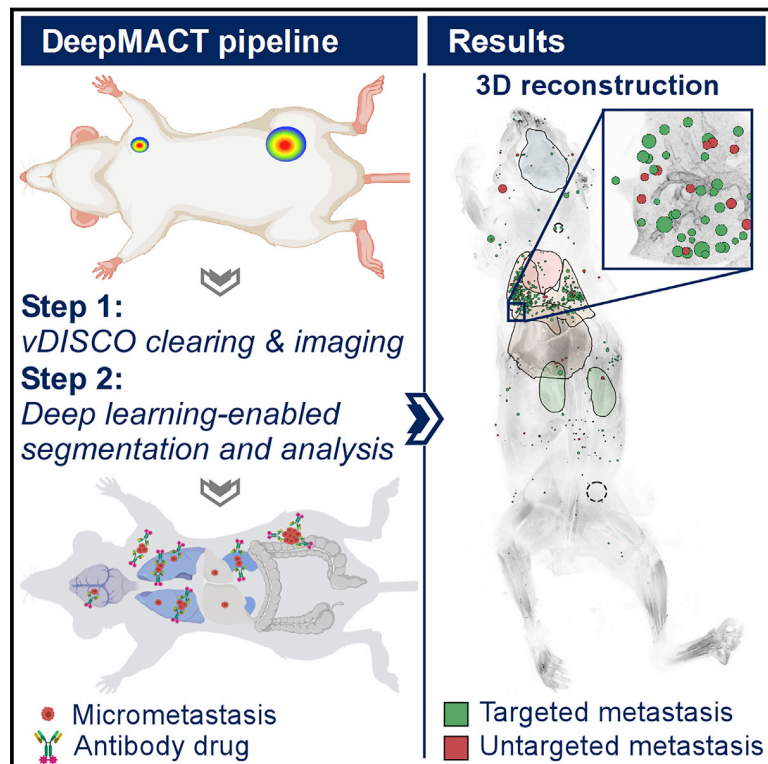 DeepMACT pipeline
Step 1:
vDISCO clearing & imaging
Step 2:
Deep learning-enabled
segmentation and analysis
Micrometastasis
Antibody drug
Results
3D reconstruction
Targeted metastasis
Untargeted metastasis